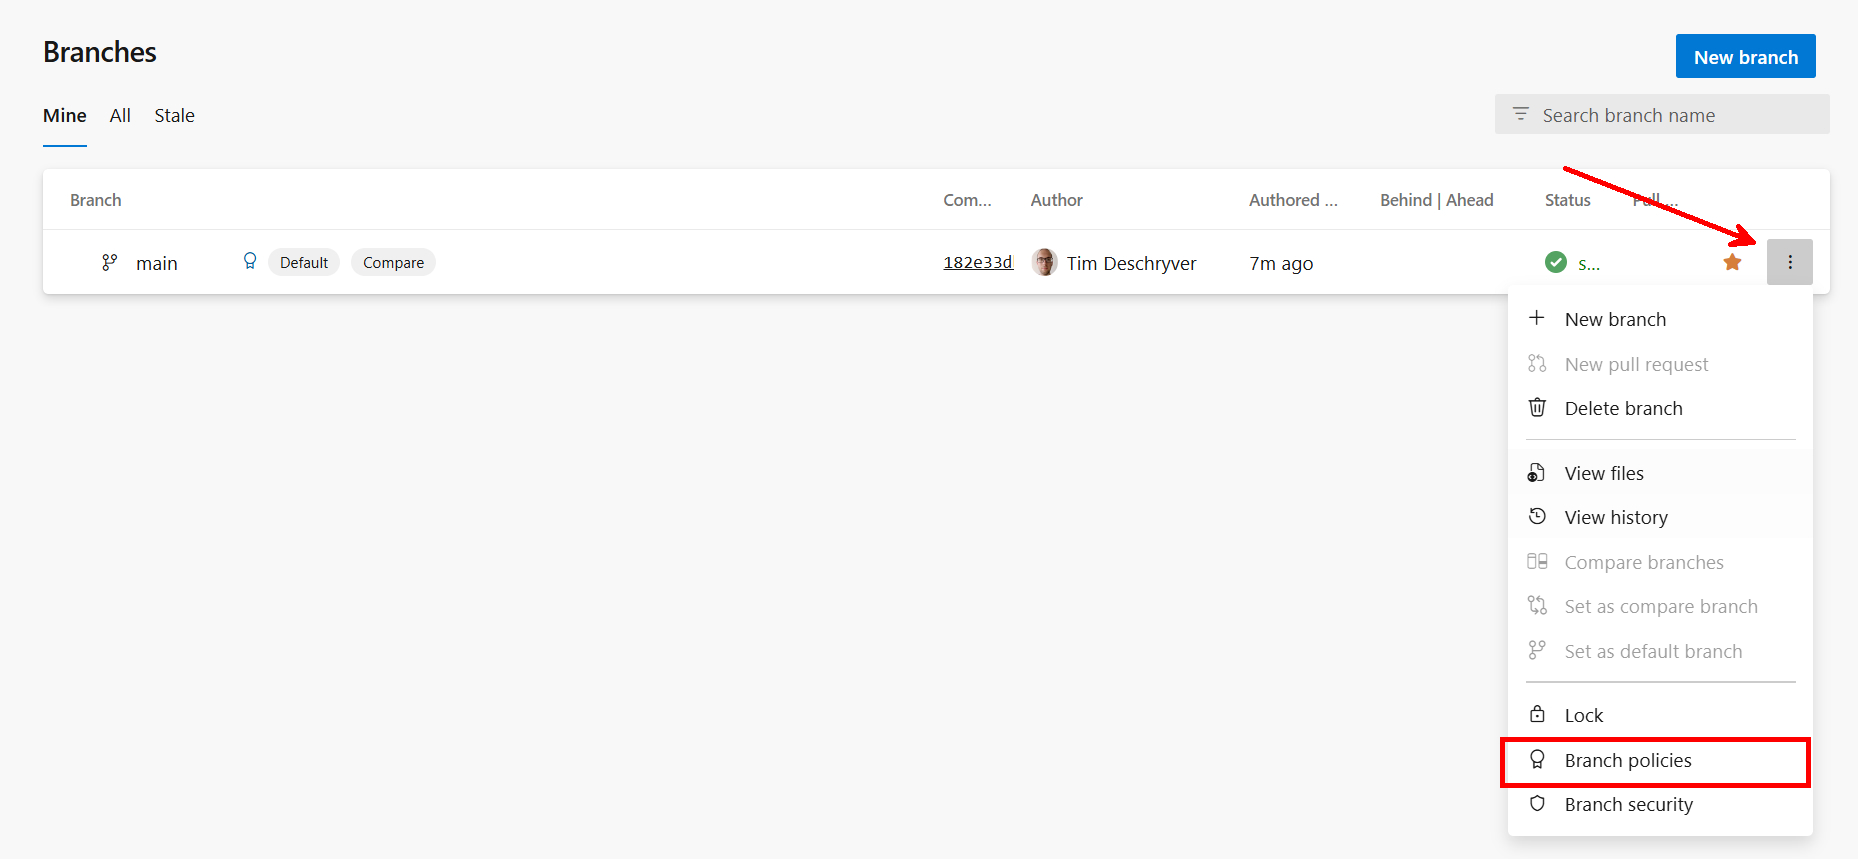 Branches
New branch
Mine All Stale
Search branch name
Branch Com... Author Authored ... Behind | Ahead Status Pull ...
main Default Compare 182e33d Tim Deschryver 7m ago s...
New branch
New pull request
Delete branch
View files
View history
Compare branches
Set as compare branch
Set as default branch
Lock
Branch policies
Branch security